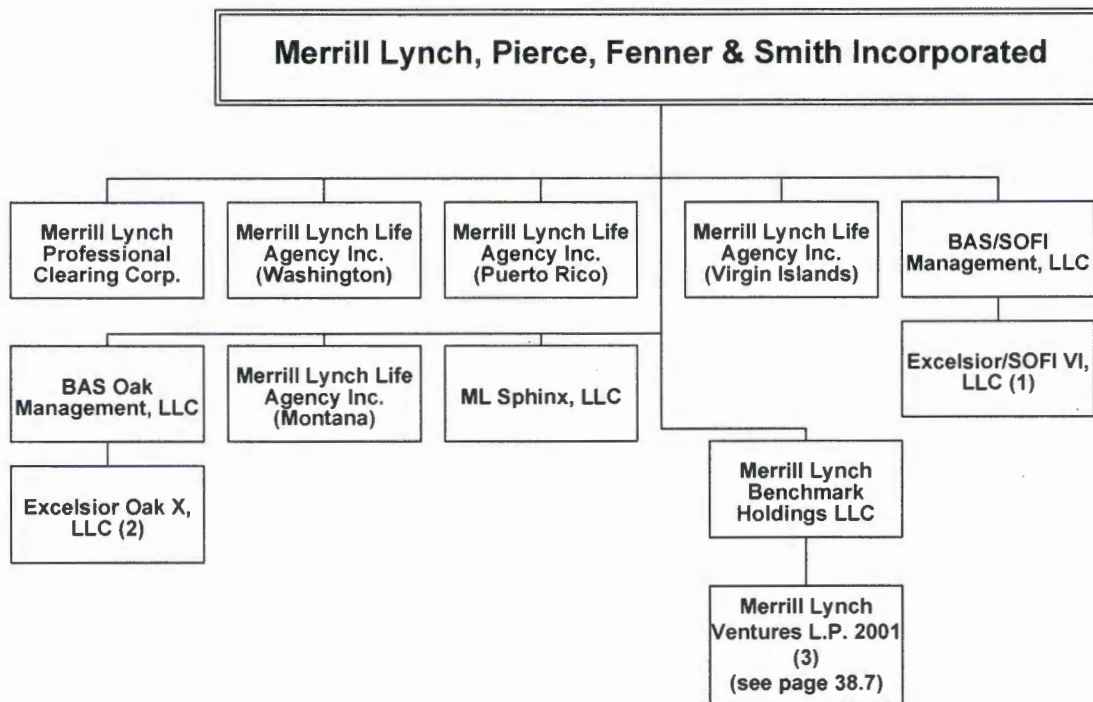 Merrill Lynch, Pierce, Fenner & Smith Incorporated
Merrill Lynch
Professional
Clearing Corp.
Merrill Lynch Life
Agency Inc.
(Washington)
Merrill Lynch Life
Agency Inc.
(Puerto Rico)
Merrill Lynch Life
Agency Inc.
(Virgin Islands)
BAS/SOFI
Management, LLC
Excelsior/SOFI VI,
LLC (1)
BAS Oak
Management, LLC
Merrill Lynch Life
Agency Inc.
(Montana)
ML Sphinx, LLC
Excelsior Oak X,
LLC (2)
Merrill Lynch
Benchmark
Holdings LLC
Merrill Lynch
Ventures L.P. 2001
(3)
(see page 38.7)